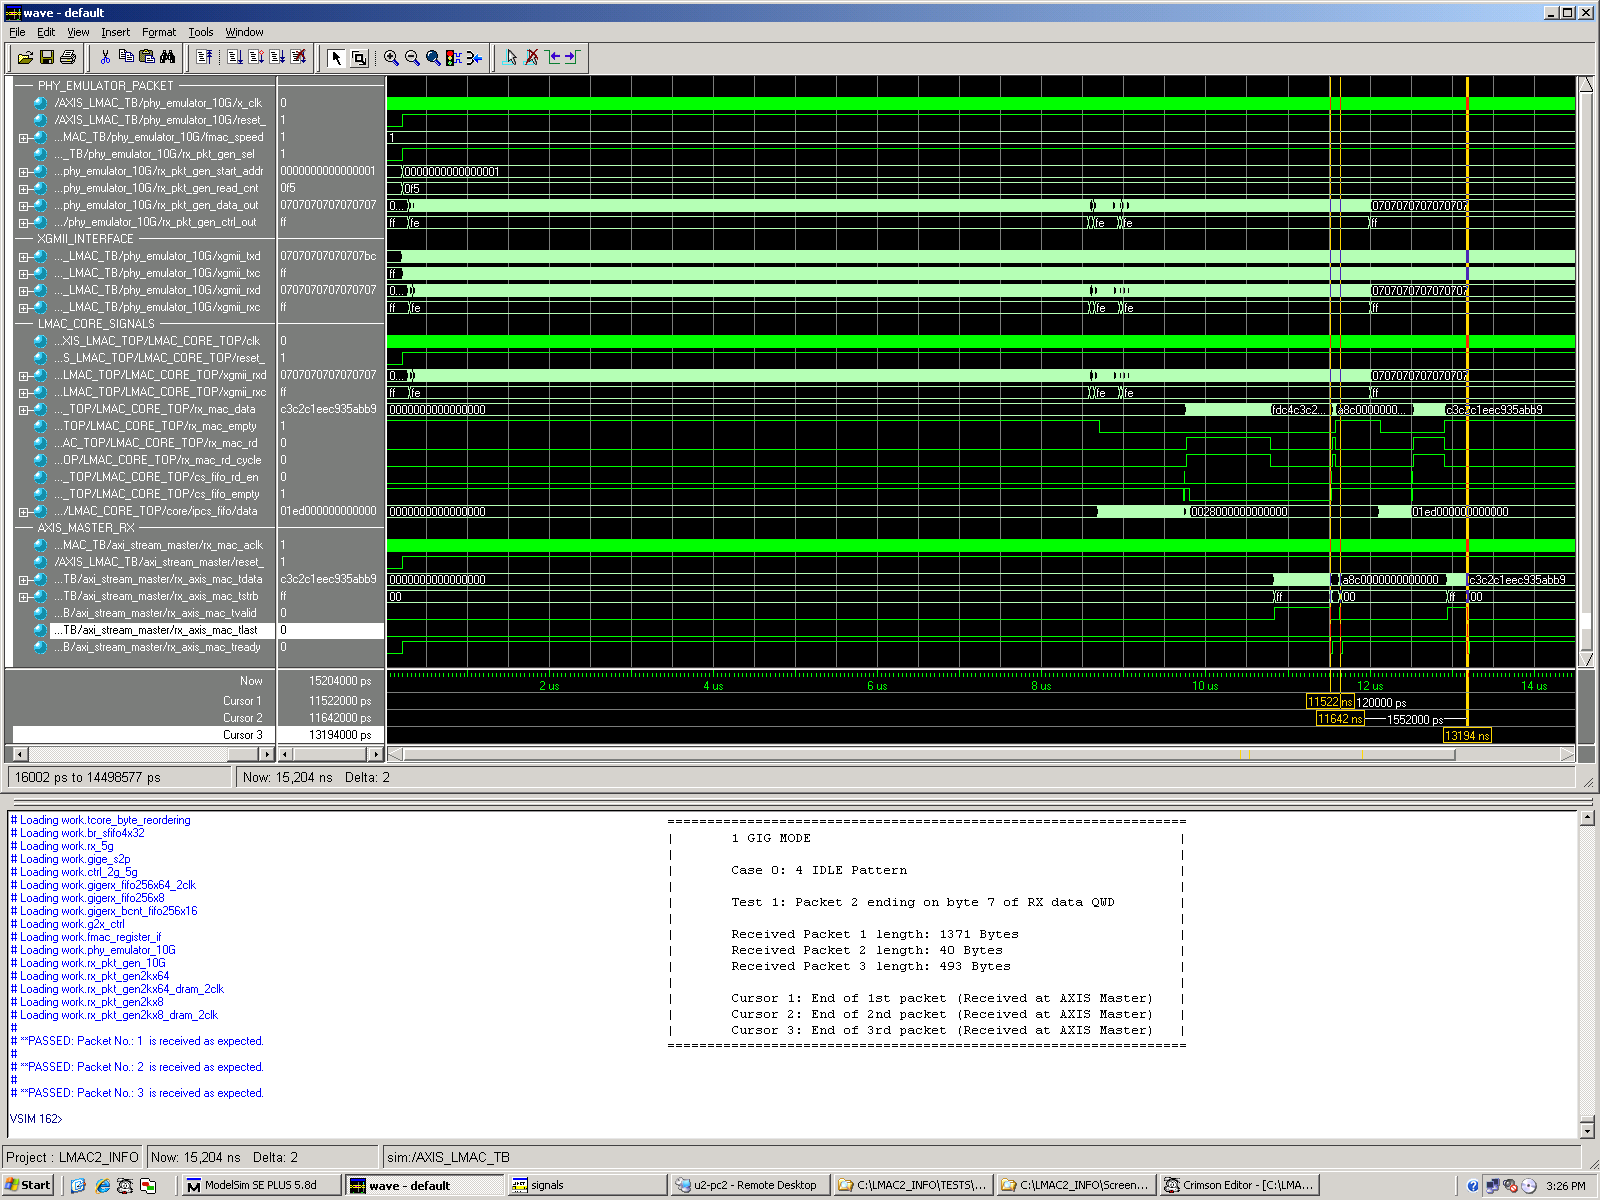 wave - default
File Edit View Insert Format Tools Window
PHY_EMULATOR_PACKET
/AXIS_LMAC_TB/phy_emulator_10G/x_clk 0
/AXIS_LMAC_TB/phy_emulator_10G/reset_ 1
...MAC_TB/phy_emulator_10G/fmac_speed 1 1
..._TB/phy_emulator_10G/rx_pkt_gen_sel 1
...phy_emulator_10G/rx_pkt_gen_start_addr 0000000000000001 0000000000000001
...phy_emulator_10G/rx_pkt_gen_read_cnt 0f5 0f5
...phy_emulator_10G/rx_pkt_gen_data_out 0707070707070707 0... 0707070707070707
.../phy_emulator_10G/rx_pkt_gen_ctrl_out ff ff fe fe fe ff
XGMII_INTERFACE
..._LMAC_TB/phy_emulator_10G/xgmii_txd 07070707070707bc
..._LMAC_TB/phy_emulator_10G/xgmii_txc ff ff
..._LMAC_TB/phy_emulator_10G/xgmii_rxd 0707070707070707 0... 0707070707070707
..._LMAC_TB/phy_emulator_10G/xgmii_rxc ff ff fe fe fe ff
LMAC_CORE_SIGNALS
...XIS_LMAC_TOP/LMAC_CORE_TOP/clk 0
...S_LMAC_TOP/LMAC_CORE_TOP/reset_ 1
...LMAC_TOP/LMAC_CORE_TOP/xgmii_rxd 0707070707070707 0... 0707070707070707
...LMAC_TOP/LMAC_CORE_TOP/xgmii_rxc ff ff fe fe fe ff
..._TOP/LMAC_CORE_TOP/rx_mac_data c3c2c1eec935abb9 0000000000000000 fdc4c3c2... a8c0000000... c3c2c1eec935abb9
...TOP/LMAC_CORE_TOP/rx_mac_empty 1
...AC_TOP/LMAC_CORE_TOP/rx_mac_rd 0
...OP/LMAC_CORE_TOP/rx_mac_rd_cycle 0
..._TOP/LMAC_CORE_TOP/cs_fifo_rd_en 0
..._TOP/LMAC_CORE_TOP/cs_fifo_empty 1
.../LMAC_CORE_TOP/core/ipcs_fifo/data 01ed000000000000 0000000000000000 0028000000000000 01ed000000000000
AXIS_MASTER_RX
...MAC_TB/axi_stream_master/rx_mac_aclk 1
/AXIS_LMAC_TB/axi_stream_master/reset_ 1
...TB/axi_stream_master/rx_axis_mac_tdata c3c2c1eec935abb9 0000000000000000 a8c0000000000000 c3c2c1eec935abb9
...TB/axi_stream_master/rx_axis_mac_tstrb ff 00 ff 00 ff 00
...B/axi_stream_master/rx_axis_mac_tvalid 0
...TB/axi_stream_master/rx_axis_mac_tlast 0
...B/axi_stream_master/rx_axis_mac_tready 0
Now 15204000 ps 2 us 4 us 6 us 8 us 10 us 12 us 14 us
Cursor 1 11522000 ps 11522 ns 120000 ps
Cursor 2 11642000 ps 11642 ns 1552000 ps
Cursor 3 13194000 ps 13194 ns
16002 ps to 14498577 ps Now: 15,204 ns Delta: 2
# Loading work.tcore_byte_reordering
# Loading work.br_sfifo4x32
# Loading work.rx_5g
# Loading work.gige_s2p
# Loading work.ctrl_2g_5g
# Loading work.gigerx_fifo256x64_2clk
# Loading work.gigerx_fifo256x8
# Loading work.gigerx_bcnt_fifo256x16
# Loading work.g2x_ctrl
# Loading work.fmac_register_if
# Loading work.phy_emulator_10G
# Loading work.rx_pkt_gen_10G
# Loading work.rx_pkt_gen2kx64
# Loading work.rx_pkt_gen2kx64_dram_2clk
# Loading work.rx_pkt_gen2kx8
# Loading work.rx_pkt_gen2kx8_dram_2clk
#
# **PASSED: Packet No.: 1 is received as expected.
#
# **PASSED: Packet No.: 2 is received as expected.
#
# **PASSED: Packet No.: 3 is received as expected.
VSIM 162>
1 GIG MODE
Case 0: 4 IDLE Pattern
Test 1: Packet 2 ending on byte 7 of RX data QWD
Received Packet 1 length: 1371 Bytes
Received Packet 2 length: 40 Bytes
Received Packet 3 length: 493 Bytes
Cursor 1: End of 1st packet (Received at AXIS Master)
Cursor 2: End of 2nd packet (Received at AXIS Master)
Cursor 3: End of 3rd packet (Received at AXIS Master)
Project : LMAC2_INFO Now: 15,204 ns Delta: 2 sim:/AXIS_LMAC_TB
Start ModelSim SE PLUS 5.8d wave - default signals u2-pc2 - Remote Desktop C:\LMAC2_INFO\TESTS\... C:\LMAC2_INFO\Screen... Crimson Editor - [C:\LMA... 3:26 PM